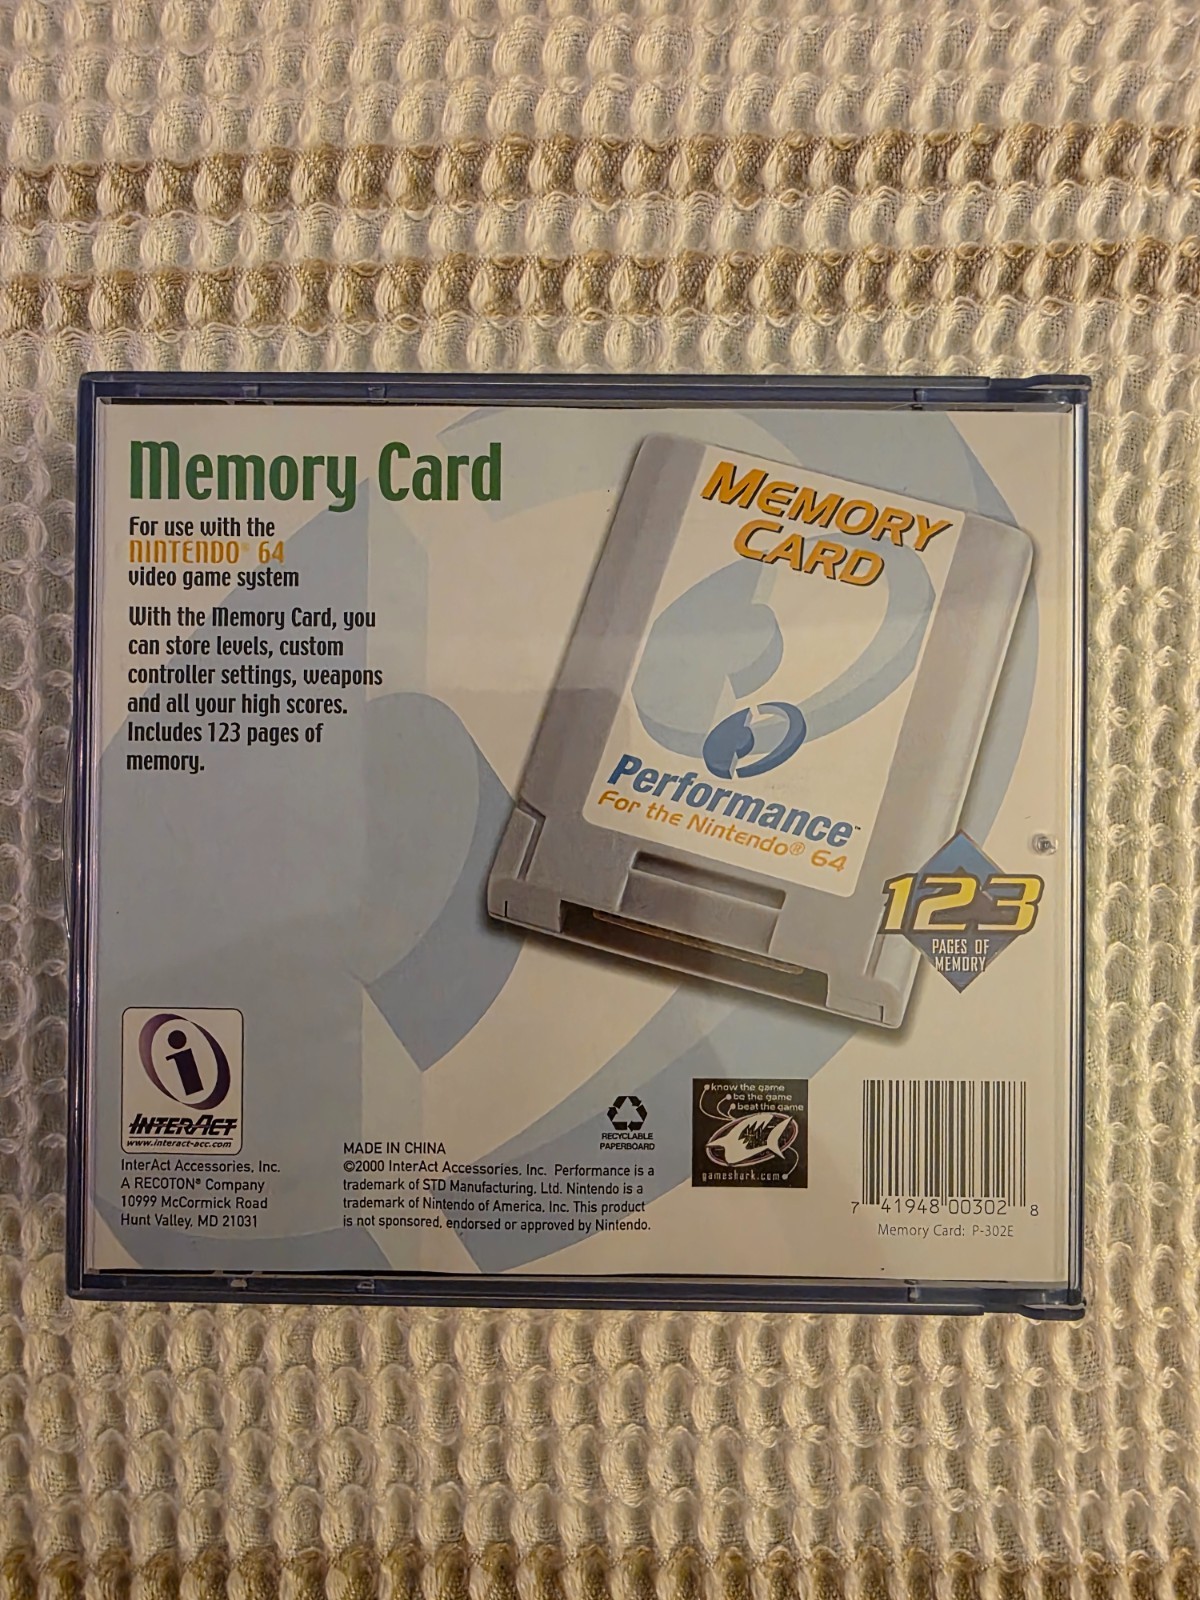 Memory Card
For use with the
NINTENDO® 64
video game system
With the Memory Card, you
can store levels, custom
controller settings, weapons
and all your high scores.
Includes 123 pages of
memory.
MEMORY
CARD
Performance™
For the Nintendo® 64
123
PAGES OF
MEMORY
i
INTERACT
www.interact-acc.com
InterAct Accessories, Inc.
A RECOTON® Company
10999 McCormick Road
Hunt Valley, MD 21031
MADE IN CHINA
©2000 InterAct Accessories, Inc. Performance is a
trademark of STD Manufacturing, Ltd. Nintendo is a
trademark of Nintendo of America, Inc. This product
is not sponsored, endorsed or approved by Nintendo.
RECYCLABLE
PAPERBOARD
know the game
be the game
beat the game
gameshark.com
7 41948 00302 8
Memory Card: P-302E